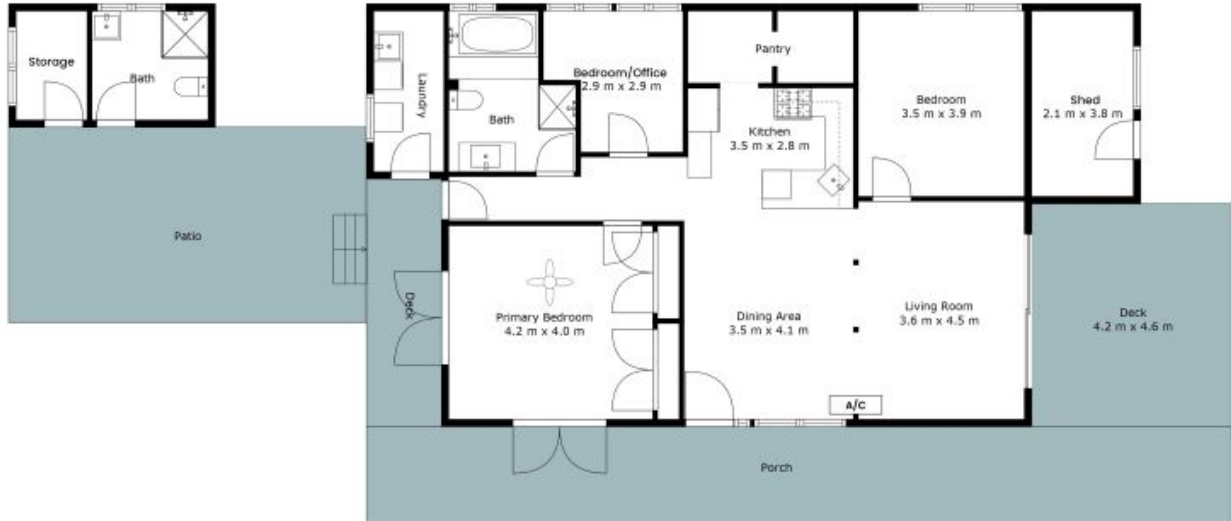 Storage
Bath
Laundry
Bath
Bedroom/Office
2.9 m x 2.9 m
Pantry
Kitchen
3.5 m x 2.8 m
Bedroom
3.5 m x 3.9 m
Shed
2.1 m x 3.8 m
Patio
Deck
Primary Bedroom
4.2 m x 4.0 m
Dining Area
3.5 m x 4.1 m
Living Room
3.6 m x 4.5 m
Deck
4.2 m x 4.6 m
A/C
Porch